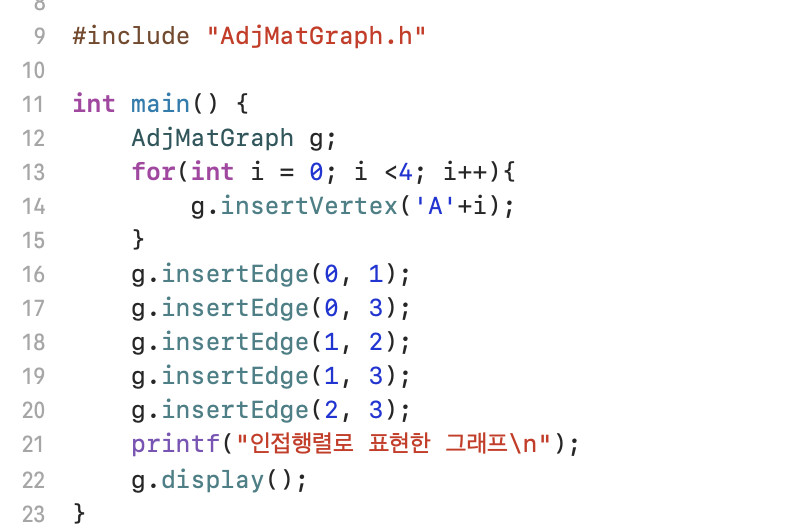 8
9 #include "AdjMatGraph.h"
10
11 int main() {
12 AdjMatGraph g;
13 for(int i = 0; i <4; i++){
14 g.insertVertex('A'+i);
15 }
16 g.insertEdge(0, 1);
17 g.insertEdge(0, 3);
18 g.insertEdge(1, 2);
19 g.insertEdge(1, 3);
20 g.insertEdge(2, 3);
21 printf("인접행렬로 표현한 그래프\n");
22 g.display();
23 }